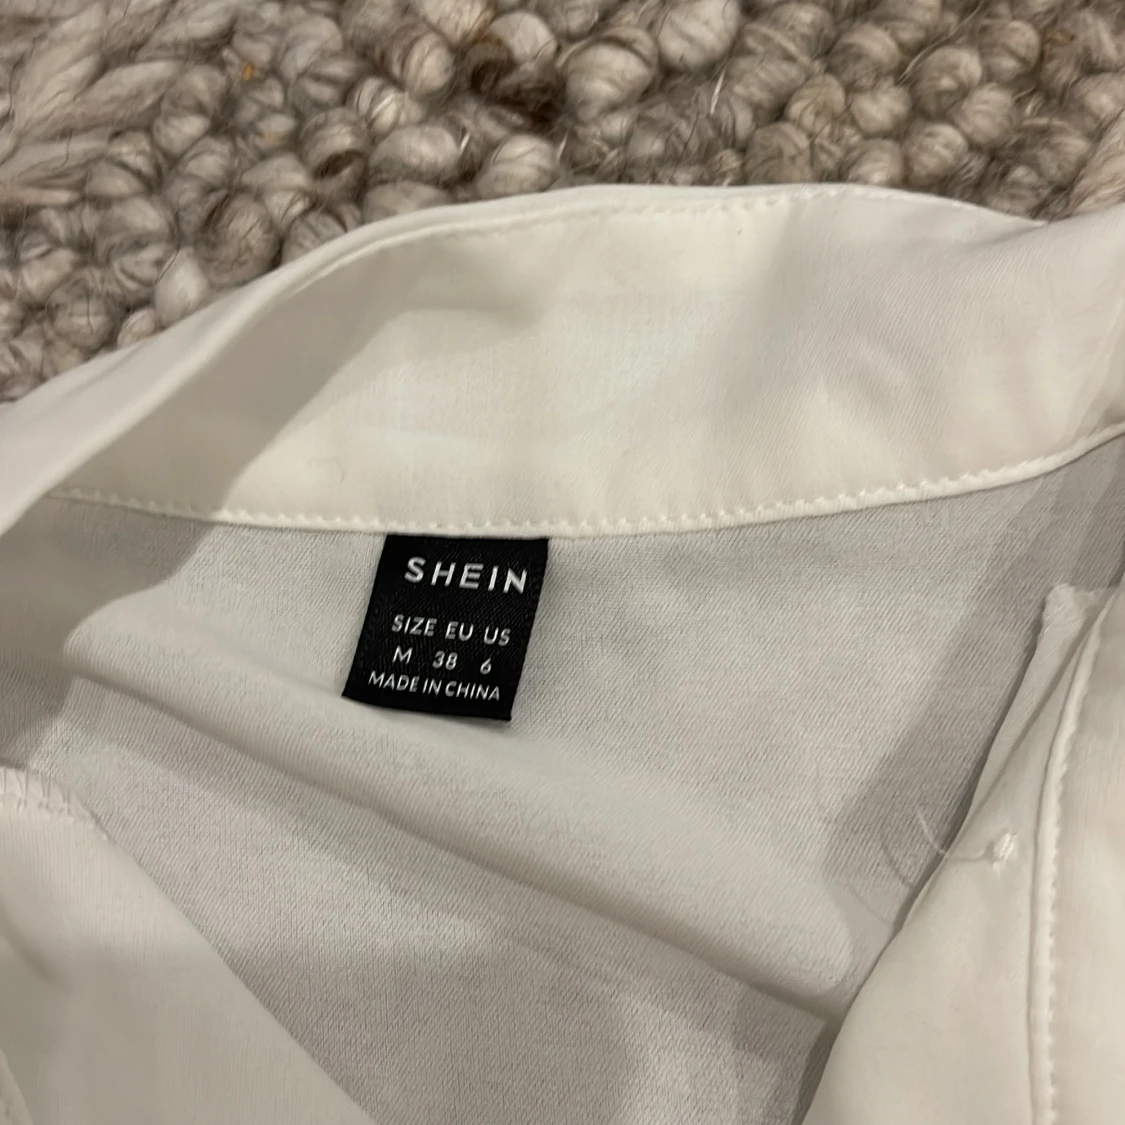 SHEIN
SIZE EU US
M 38 6
MADE IN CHINA